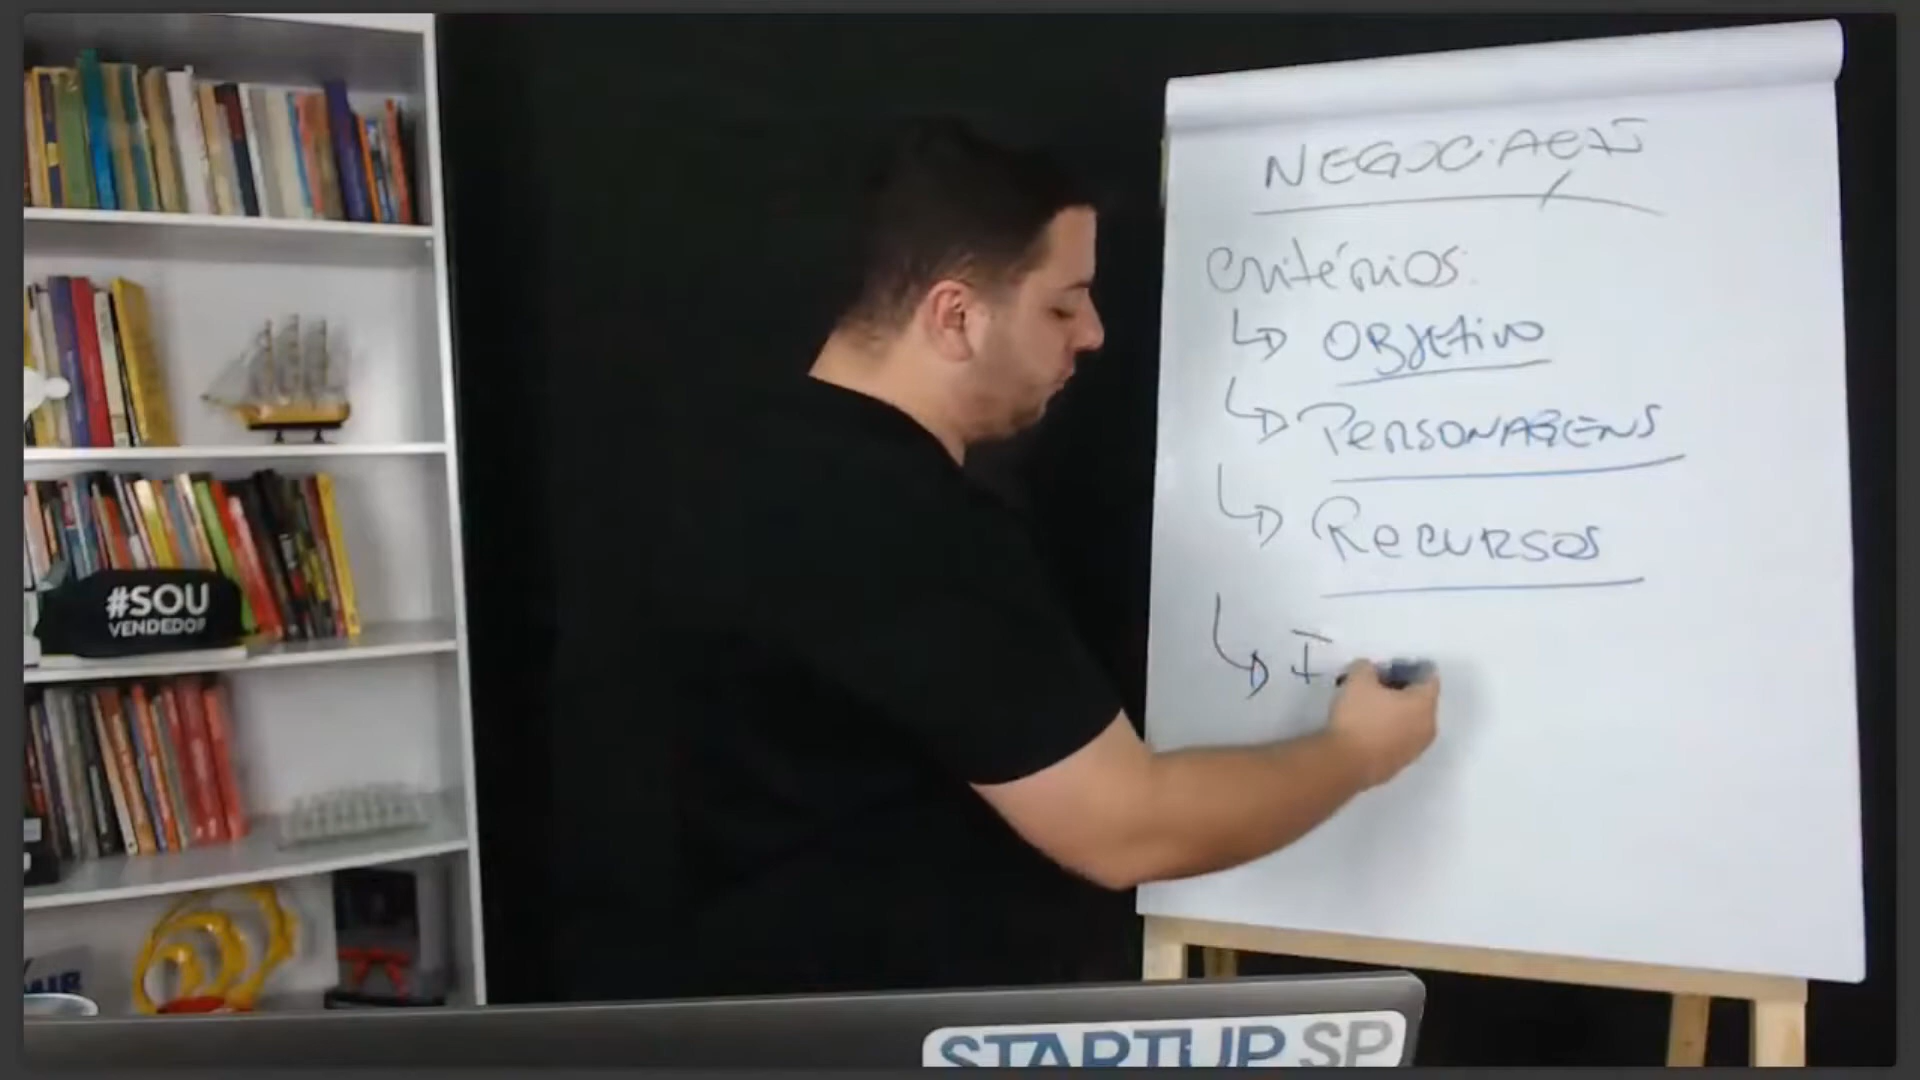 NEGOCIAÇÃO
critérios:
↳ OBJETIVO
↳ PERSONAGENS
↳ RECURSOS
↳ I
#SOU
VENDEDOR
STARTUP SP